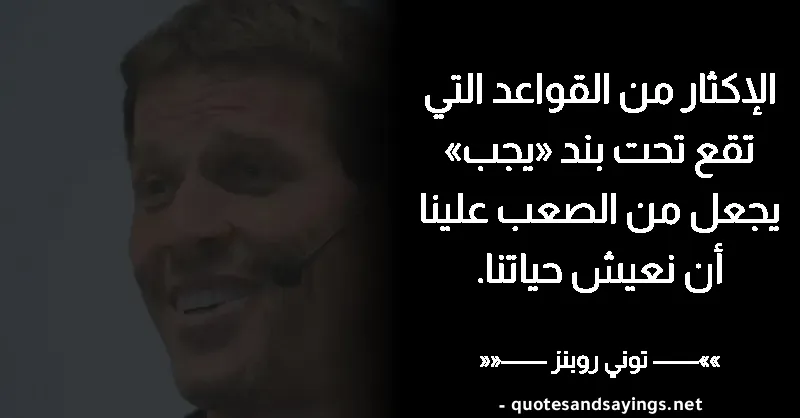 الإكثار من القواعد التي
تقع تحت بند «يجب»
يجعل من الصعب علينا
أن نعيش حياتنا.
»»—— توني روبنز ——««
- quotesandsayings.net